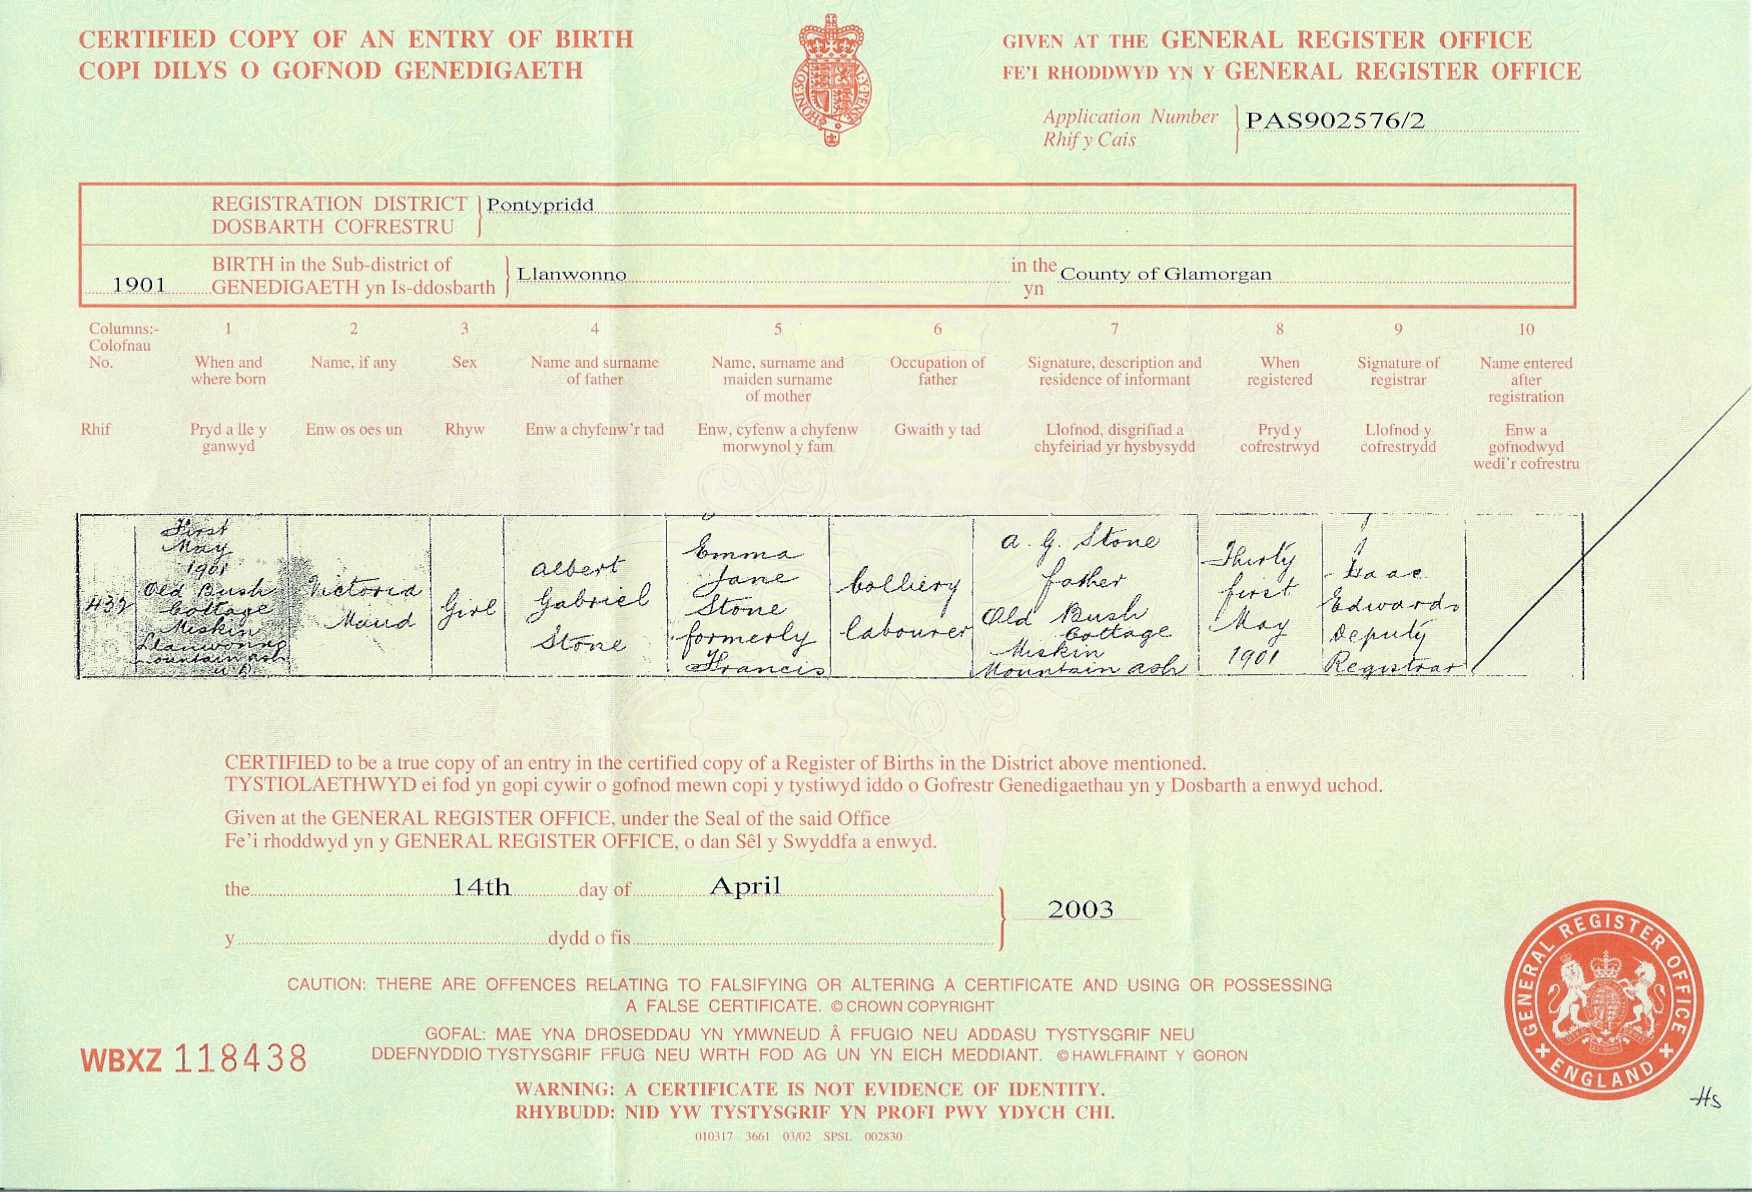 CERTIFIED COPY OF AN ENTRY OF BIRTH
COPI DILYS O GOFNOD GENEDIGAETH
GIVEN AT THE GENERAL REGISTER OFFICE
FE'I RHODDWYD YN Y GENERAL REGISTER OFFICE
Application Number
Rhif y Cais
PAS902576/2
REGISTRATION DISTRICT
DOSBARTH COFRESTRU
Pontypridd
1901
BIRTH in the Sub-district of
GENEDIGAETH yn Is-ddosbarth
Llanwonno
in the
yn
County of Glamorgan
Columns:-
Colofnau
No.
Rhif
1
When and
where born
Pryd a lle y
ganwyd
2
Name, if any
Enw os oes un
3
Sex
Rhyw
4
Name and surname
of father
Enw a chyfenw'r tad
5
Name, surname and
maiden surname
of mother
Enw, cyfenw a chyfenw
morwynol y fam
6
Occupation of
father
Gwaith y tad
7
Signature, description and
residence of informant
Llofnod, disgrifiad a
chyfeiriad yr hysbysydd
8
When
registered
Pryd y
cofrestrwyd
9
Signature of
registrar
Llofnod y
cofrestrydd
10
Name entered
after
registration
Enw a
gofnodwyd
wedi'r cofrestru
432
First
May
1901
Old Bush
Cottage
Miskin
Llanwonno
Mountain ash
Victoria
Maud
Girl
Albert
Gabriel
Stone
Emma
Jane
Stone
formerly
Francis
Colliery
labourer
A. G. Stone
father
Old Bush
Cottage
Miskin
Mountain ash
Thirty
first
May
1901
Isaac
Edwards
Deputy
Registrar
CERTIFIED to be a true copy of an entry in the certified copy of a Register of Births in the District above mentioned.
TYSTIOLAETHWYD ei fod yn gopi cywir o gofnod mewn copi y tystiwyd iddo o Gofrestr Genedigaethau yn y Dosbarth a enwyd uchod.
Given at the GENERAL REGISTER OFFICE, under the Seal of the said Office
Fe'i rhoddwyd yn y GENERAL REGISTER OFFICE, o dan Sêl y Swyddfa a enwyd.
the 14th day of April
2003
y dydd o fis
CAUTION: THERE ARE OFFENCES RELATING TO FALSIFYING OR ALTERING A CERTIFICATE AND USING OR POSSESSING
A FALSE CERTIFICATE. © CROWN COPYRIGHT
GOFAL: MAE YNA DROSEDDAU YN YMWNEUD Â FFUGIO NEU ADDASU TYSTYSGRIF NEU
DDEFNYDDIO TYSTYSGRIF FFUG NEU WRTH FOD AG UN YN EICH MEDDIANT. © HAWLFRAINT Y GORON
WBXZ 118438
WARNING: A CERTIFICATE IS NOT EVIDENCE OF IDENTITY.
RHYBUDD: NID YW TYSTYSGRIF YN PROFI PWY YDYCH CHI.
010317 3661 03/02 SPSL 002830
GENERAL REGISTER OFFICE
ENGLAND
HS